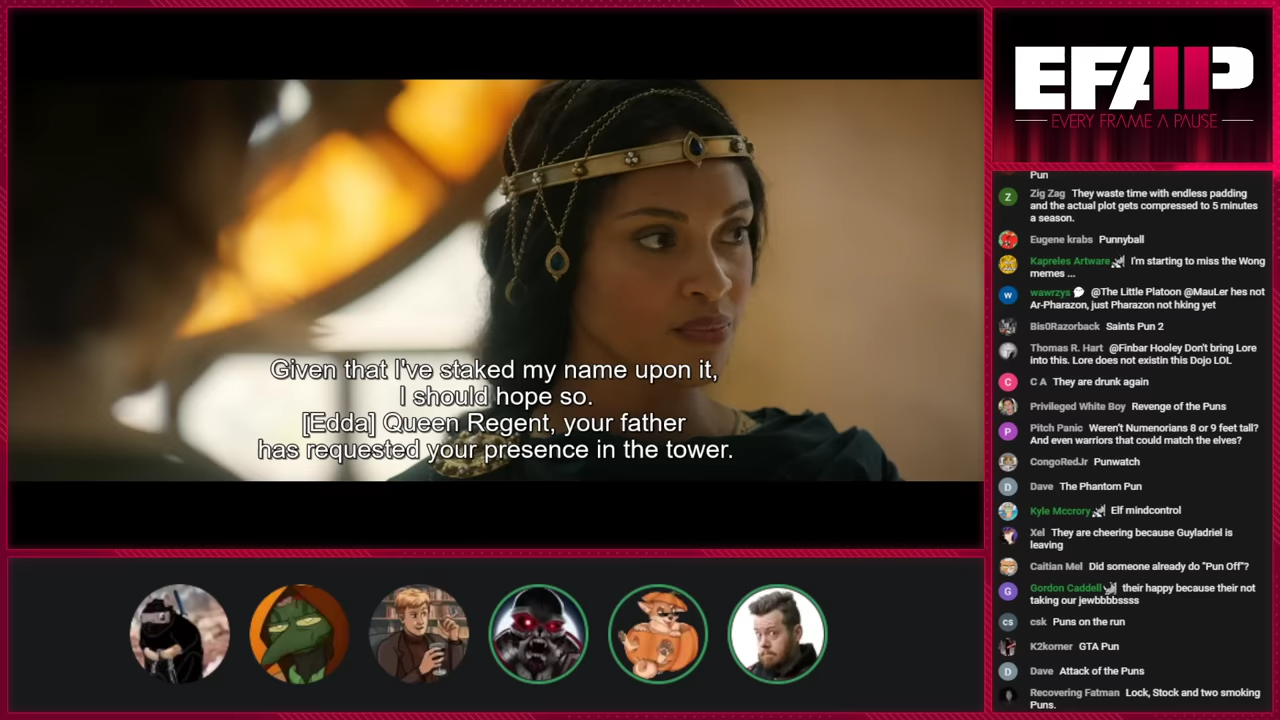 Given that I've staked my name upon it,
I should hope so.
[Edda] Queen Regent, your father
has requested your presence in the tower.
EFAP
EVERY FRAME A PAUSE
Pun
Z
Zig Zag They waste time with endless padding
and the actual plot gets compressed to 5 minutes
a season.
Eugene krabs Punnyball
Kapreles Artware I'm starting to miss the Wong
memes ...
w
wawrzys @The Little Platoon @MauLer hes not
Ar-Pharazon, just Pharazon not hking yet
Bis0Razorback Saints Pun 2
Thomas R. Hart @Finbar Hooley Don't bring Lore
into this. Lore does not existin this Dojo LOL
C
C A They are drunk again
Privileged White Boy Revenge of the Puns
P
Pitch Panic Weren't Numenorians 8 or 9 feet tall?
And even warriors that could match the elves?
CongoRedJr Punwatch
D
Dave The Phantom Pun
Kyle Mccrory Elf mindcontrol
Xel They are cheering because Guyladriel is
leaving
Caitian Mel Did someone already do "Pun Off"?
G
Gordon Caddell their happy because their not
taking our jewbbbbssss
cs
csk Puns on the run
K2korner GTA Pun
D
Dave Attack of the Puns
Recovering Fatman Lock, Stock and two smoking
Puns.